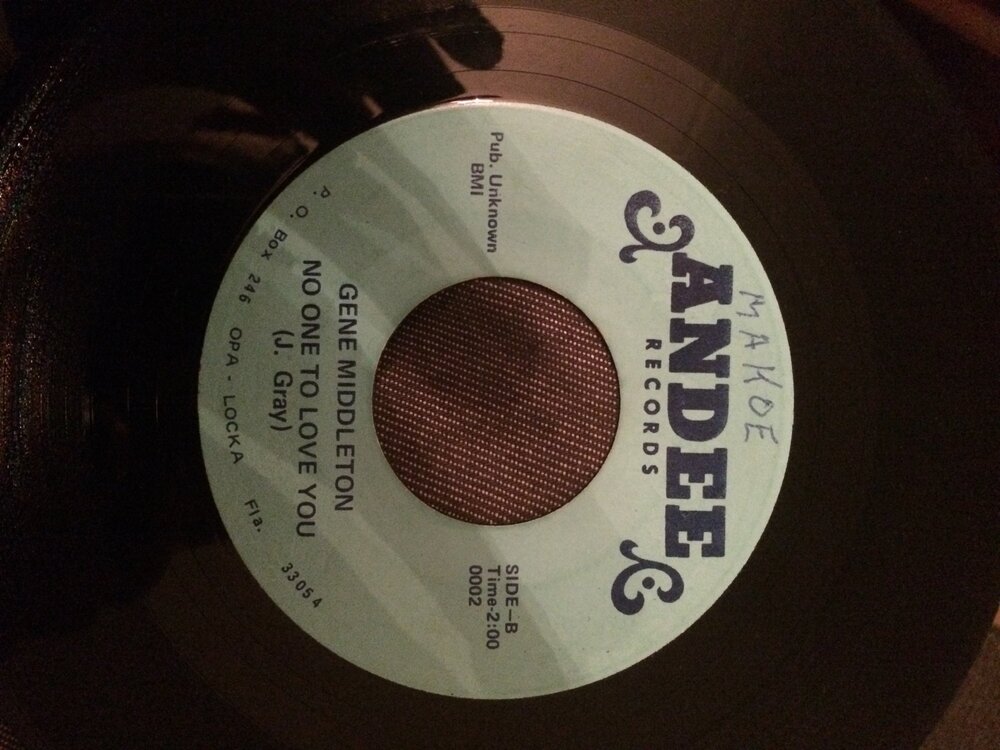 MAKOE
ANDEE
RECORDS
Pub. Unknown
BMI
SIDE-B
Time-2:00
0002
GENE MIDDLETON
NO ONE TO LOVE YOU
(J. Gray)
P. O. Box 246 OPA - LOCKA Fla. 33054